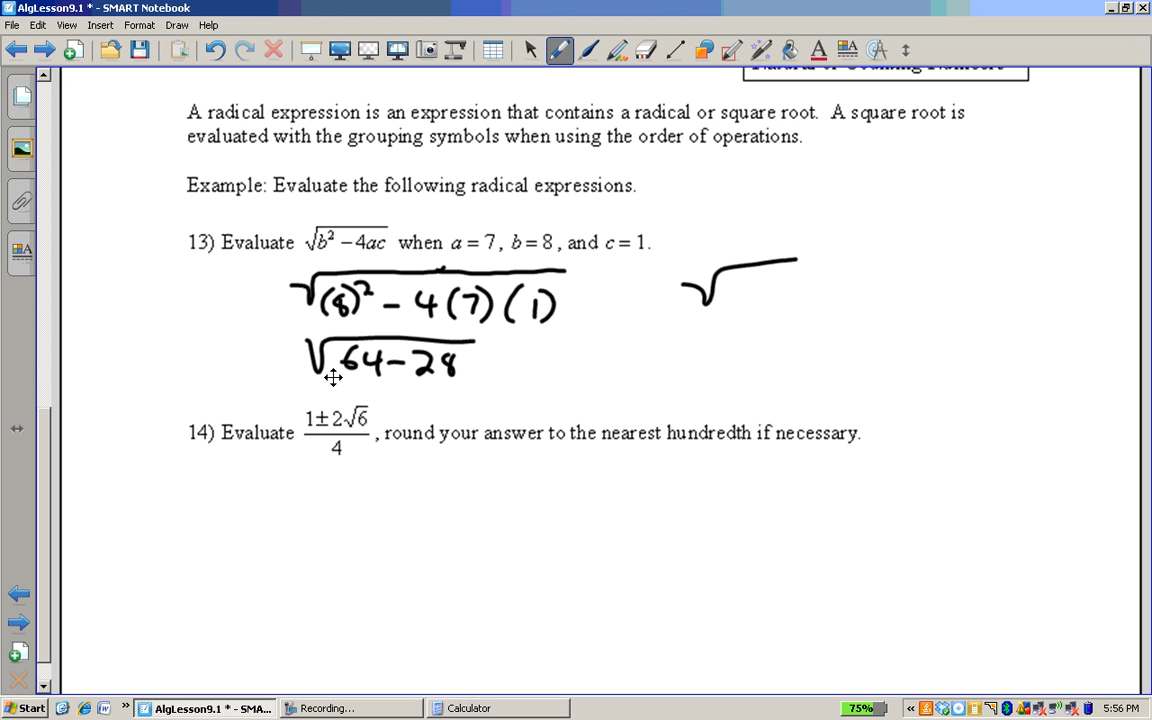 AlgLesson9.1 * - SMART Notebook
File Edit View Insert Format Draw Help
A radical expression is an expression that contains a radical or square root. A square root is
evaluated with the grouping symbols when using the order of operations.
Example: Evaluate the following radical expressions.
13) Evaluate √(b² − 4ac) when a = 7, b = 8, and c = 1.
√((8)² − 4(7)(1))
√
√(64 − 28)
14) Evaluate (1 ± 2√6)/4, round your answer to the nearest hundredth if necessary.
Start AlgLesson9.1 * - SMA... Recording... Calculator 75% 5:56 PM